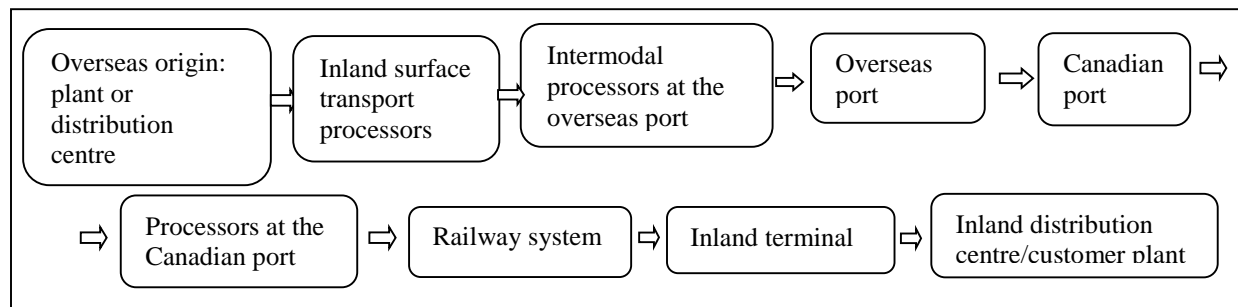 Overseas origin:
plant or
distribution
centre
Inland surface
transport
processors
Intermodal
processors at the
overseas port
Overseas
port
Canadian
port
Processors at the
Canadian port
Railway system
Inland terminal
Inland distribution
centre/customer plant